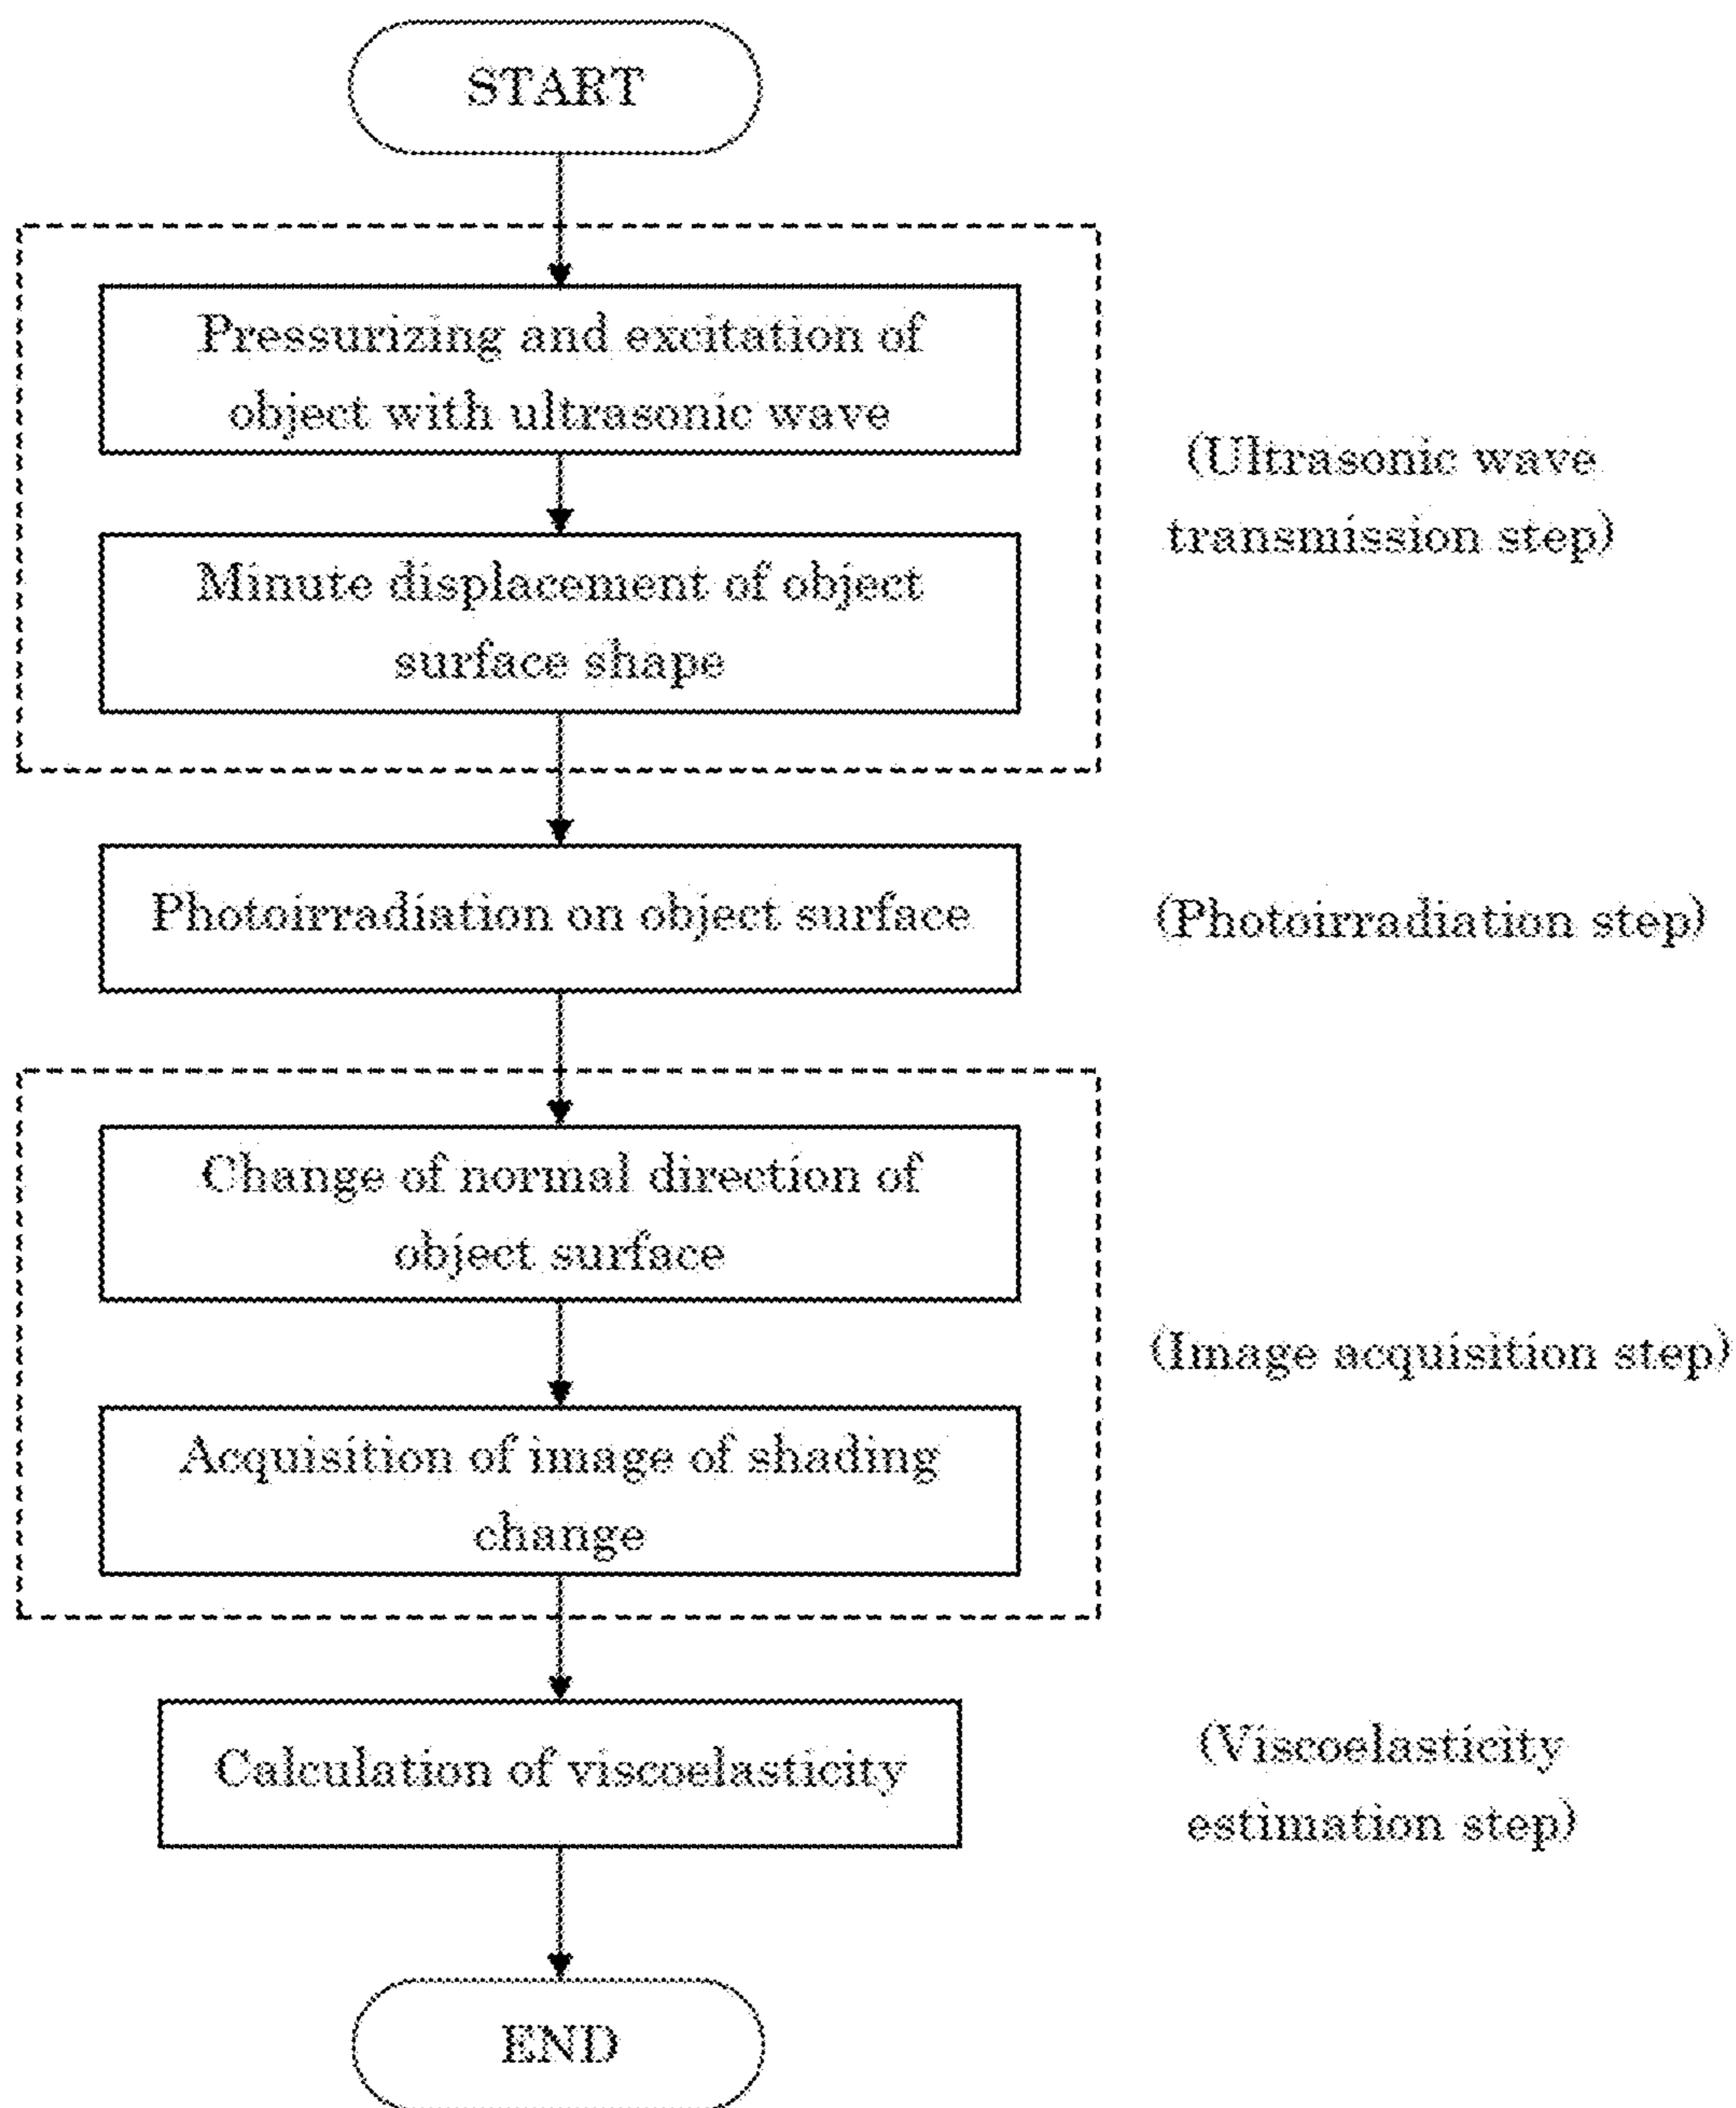 START
Pressurizing and excitation of
object with ultrasonic wave
(Ultrasonic wave
transmission step)
Minute displacement of object
surface shape
Photoirradiation on object surface
(Photoirradiation step)
Change of normal direction of
object surface
(Image acquisition step)
Acquisition of image of shading
change
Calculation of viscoelasticity
(Viscoelasticity
estimation step)
END